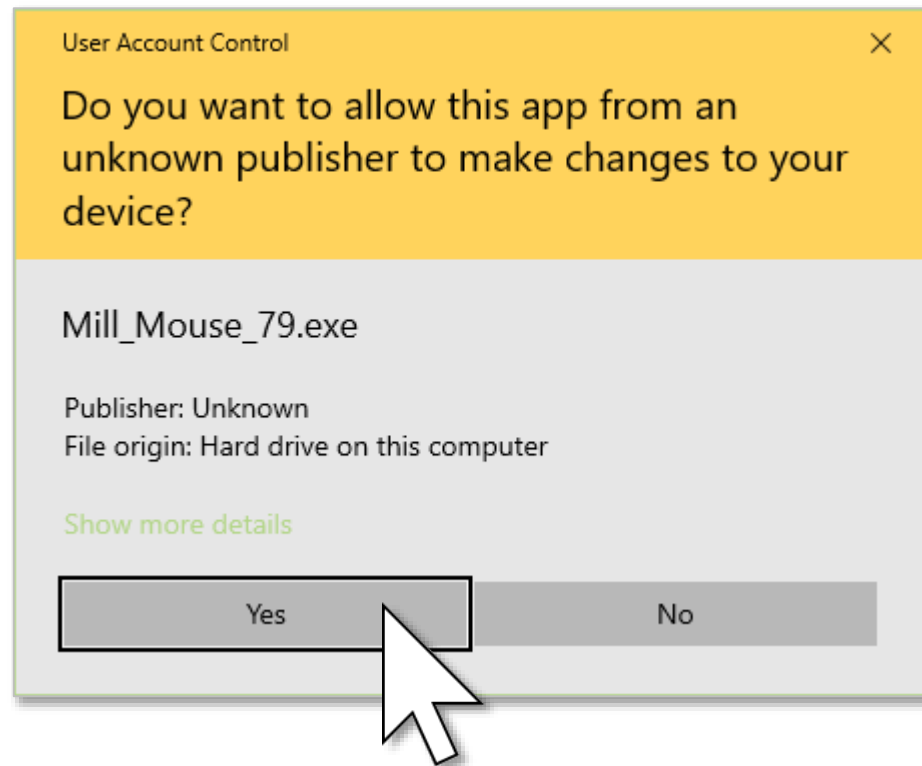 User Account Control
Do you want to allow this app from an
unknown publisher to make changes to your
device?
Mill_Mouse_79.exe
Publisher: Unknown
File origin: Hard drive on this computer
Show more details
Yes
No